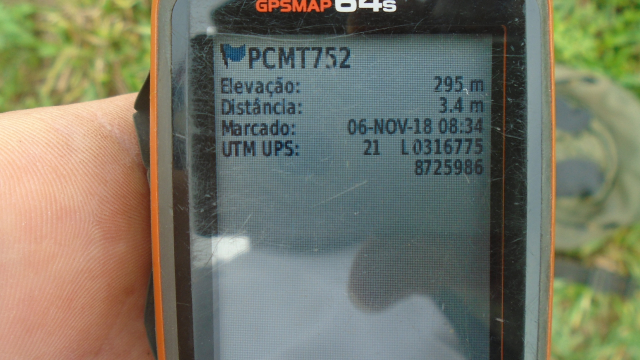 GPSMAP 64s
PCMT752
Elevação: 295 m
Distância: 3.4 m
Marcado: 06-NOV-18 08:34
UTM UPS: 21 L 0316775
8725986